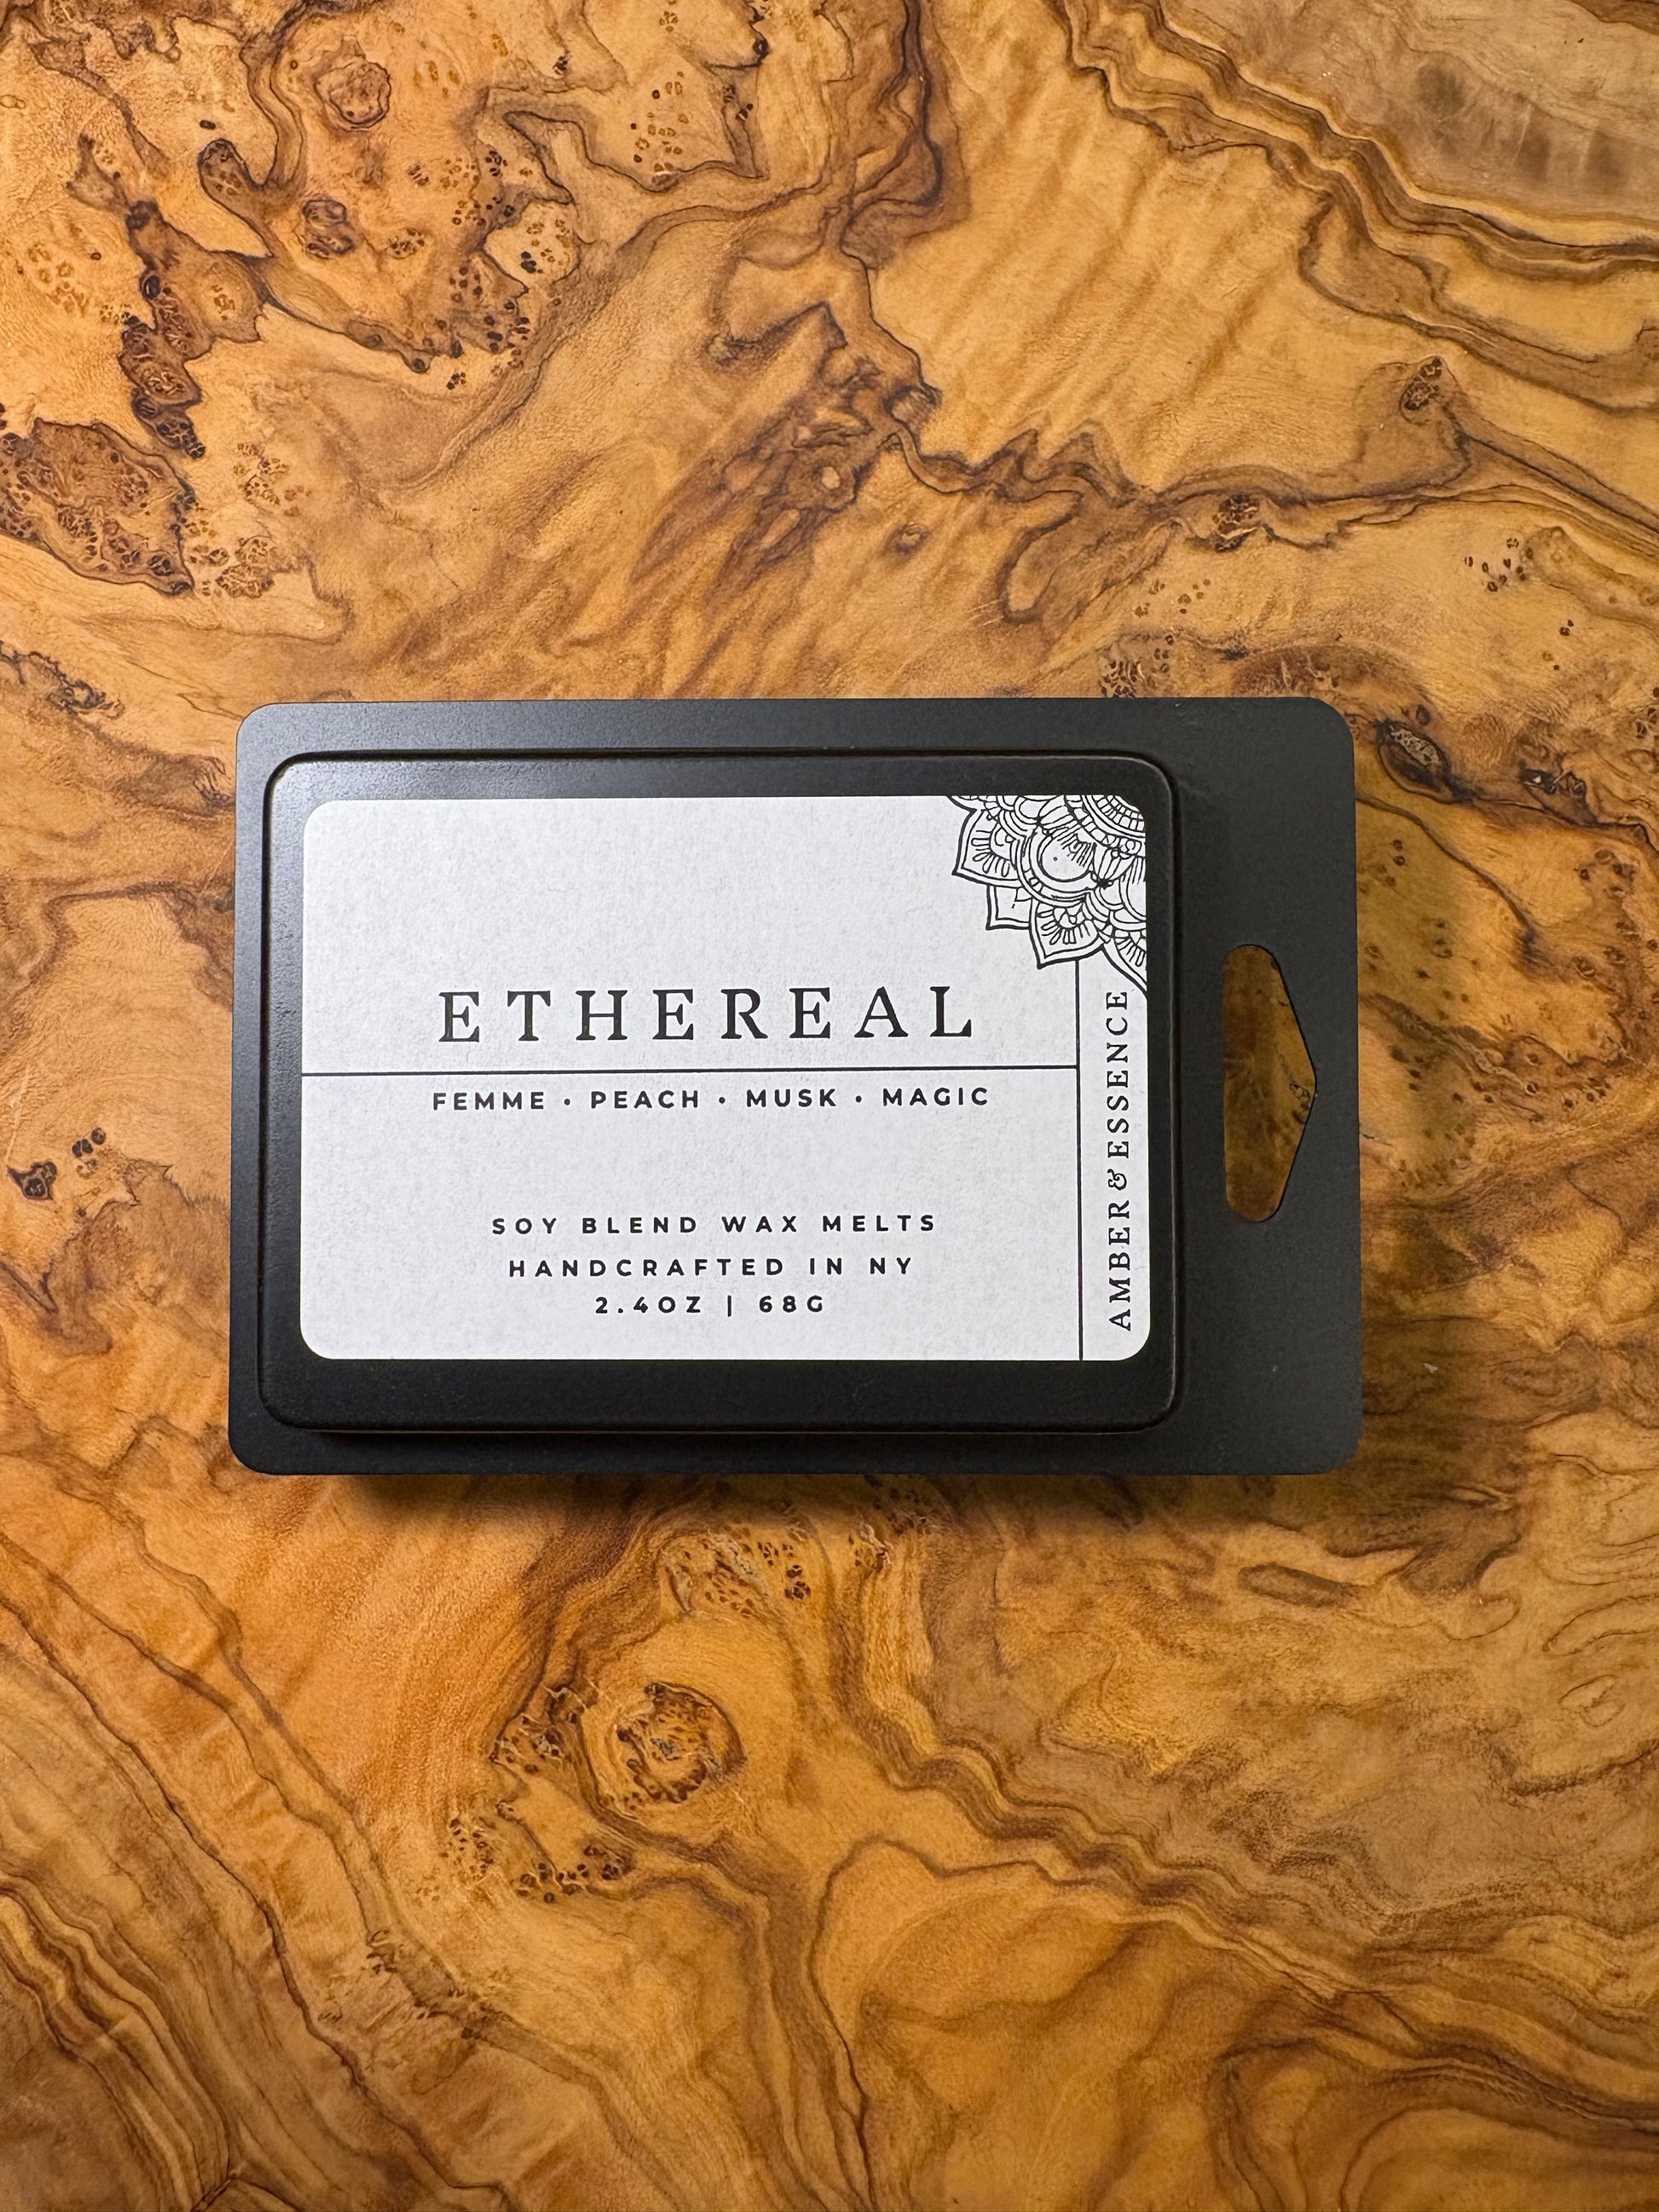 ETHEREAL
FEMME • PEACH • MUSK • MAGIC
SOY BLEND WAX MELTS
HANDCRAFTED IN NY
2.4OZ | 68G
AMBER & ESSENCE